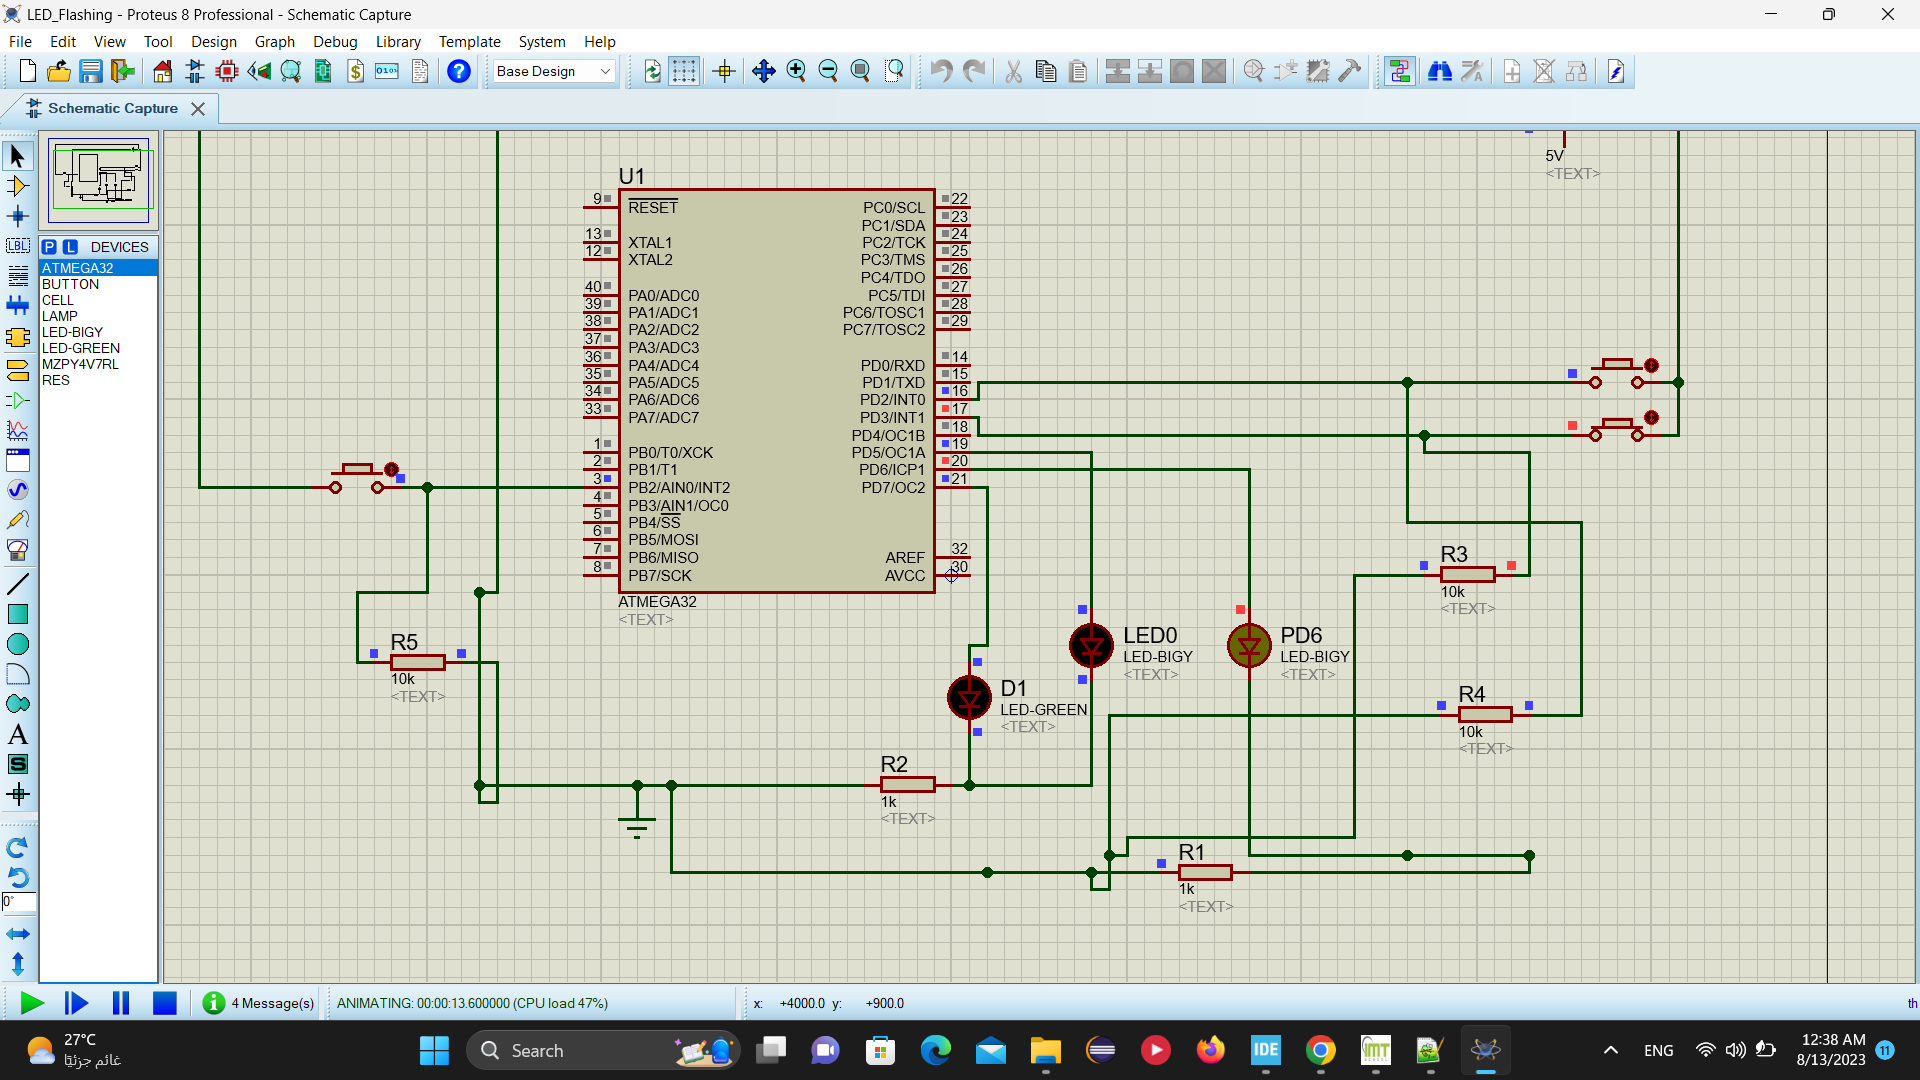 LED_Flashing - Proteus 8 Professional - Schematic Capture
File Edit View Tool Design Graph Debug Library Template System Help
Base Design
Schematic Capture
P L DEVICES
ATMEGA32
BUTTON
CELL
LAMP
LED-BIGY
LED-GREEN
MZPY4V7RL
RES
LBL
A
S
0°
U1
9 RESET
13 XTAL1
12 XTAL2
40 PA0/ADC0
39 PA1/ADC1
38 PA2/ADC2
37 PA3/ADC3
36 PA4/ADC4
35 PA5/ADC5
34 PA6/ADC6
33 PA7/ADC7
1 PB0/T0/XCK
2 PB1/T1
3 PB2/AIN0/INT2
4 PB3/AIN1/OC0
5 PB4/SS
6 PB5/MOSI
7 PB6/MISO
8 PB7/SCK
PC0/SCL 22
PC1/SDA 23
PC2/TCK 24
PC3/TMS 25
PC4/TDO 26
PC5/TDI 27
PC6/TOSC1 28
PC7/TOSC2 29
PD0/RXD 14
PD1/TXD 15
PD2/INT0 16
PD3/INT1 17
PD4/OC1B 18
PD5/OC1A 19
PD6/ICP1 20
PD7/OC2 21
AREF 32
AVCC 30
ATMEGA32
<TEXT>
5V
<TEXT>
R3
10k
<TEXT>
LED0
LED-BIGY
<TEXT>
PD6
LED-BIGY
<TEXT>
R5
10k
<TEXT>
D1
LED-GREEN
<TEXT>
R4
10k
<TEXT>
R2
1k
<TEXT>
R1
1k
<TEXT>
4 Message(s) ANIMATING: 00:00:13.600000 (CPU load 47%) x: +4000.0 y: +900.0 th
27°C
غائم جزئيًا
Search
IDE
IMT
ENG
12:38 AM
8/13/2023
11